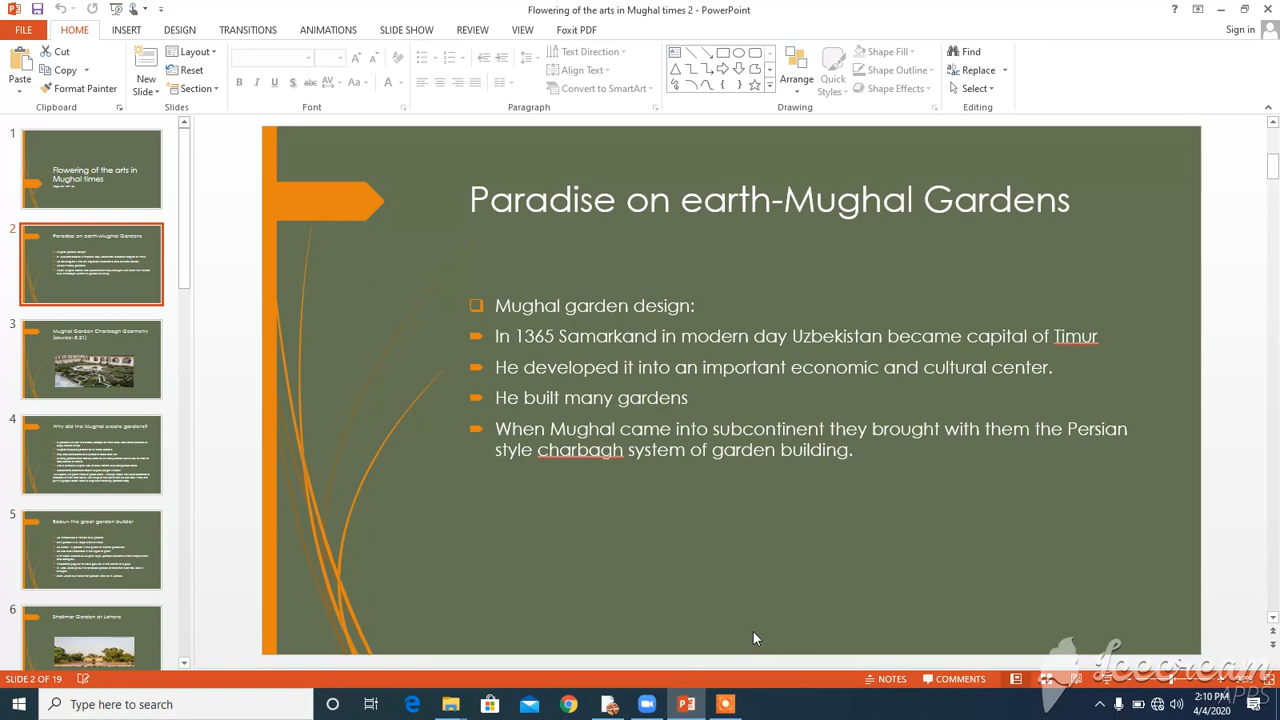 Flowering of the arts in Mughal times 2 - PowerPoint
FILE HOME INSERT DESIGN TRANSITIONS ANIMATIONS SLIDE SHOW REVIEW VIEW Foxit PDF Sign in
Paste
Cut
Copy
Format Painter
Clipboard
New Slide
Layout
Reset
Section
Slides
Font
Text Direction
Align Text
Convert to SmartArt
Paragraph
Arrange
Quick Styles
Shape Fill
Shape Outline
Shape Effects
Drawing
Find
Replace
Select
Editing
1
Flowering of the arts in
Mughal times
2
Paradise on earth-Mughal Gardens
3
Mughal Garden Charbagh Geometry
(source: 8.21)
4
Why did the Mughal create gardens?
5
Babur- the great garden builder
6
Shalimar Garden at Lahore
Paradise on earth-Mughal Gardens
Mughal garden design:
In 1365 Samarkand in modern day Uzbekistan became capital of Timur
He developed it into an important economic and cultural center.
He built many gardens
When Mughal came into subcontinent they brought with them the Persian
style charbagh system of garden building.
Icecream
APPS
SLIDE 2 OF 19 NOTES COMMENTS
Type here to search
2:10 PM
4/4/2020